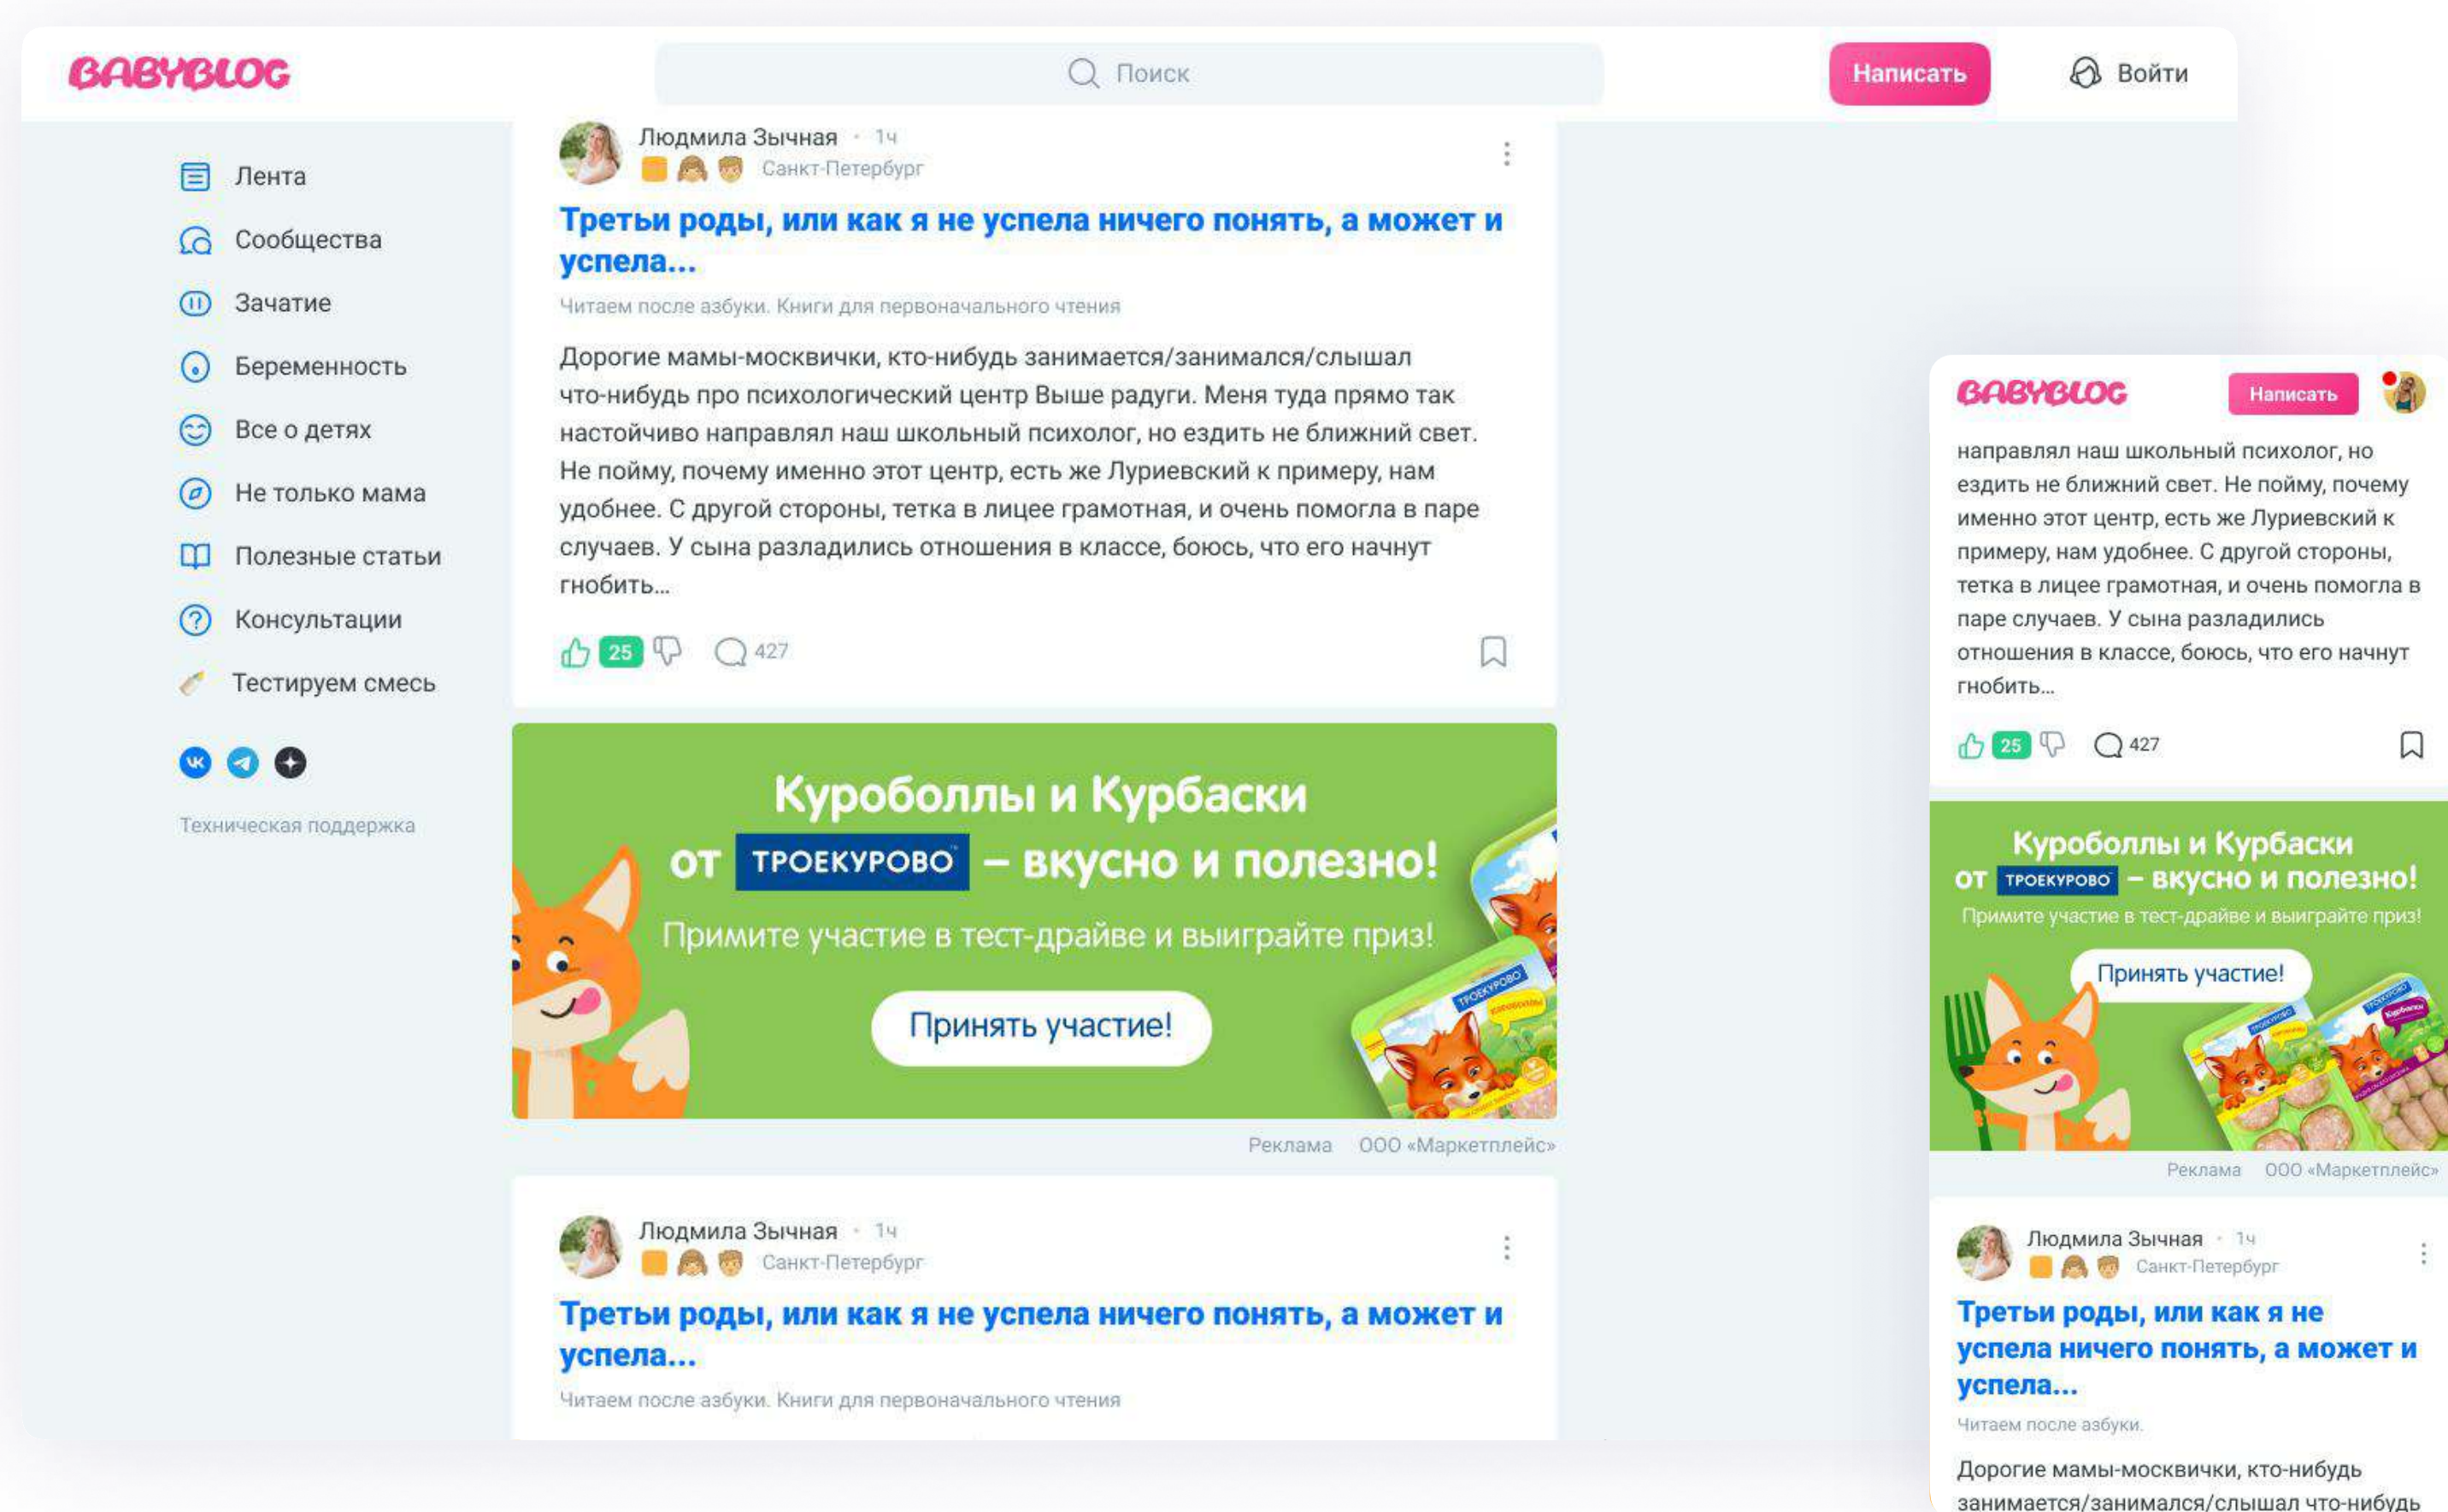 BABYBLOG
Поиск
Написать
Войти
Лента
Сообщества
Зачатие
Беременность
Все о детях
Не только мама
Полезные статьи
Консультации
Тестируем смесь
Техническая поддержка
Людмила Зычная • 1ч
Санкт-Петербург
Третьи роды, или как я не успела ничего понять, а может и
успела...
Читаем после азбуки. Книги для первоначального чтения
Дорогие мамы-москвички, кто-нибудь занимается/занимался/слышал
что-нибудь про психологический центр Выше радуги. Меня туда прямо так
настойчиво направлял наш школьный психолог, но ездить не ближний свет.
Не пойму, почему именно этот центр, есть же Луриевский к примеру, нам
удобнее. С другой стороны, тетка в лицее грамотная, и очень помогла в паре
случаев. У сына разладились отношения в классе, боюсь, что его начнут
гнобить...
25 427
Куроболлы и Курбаски
от ТРОЕКУРОВО – вкусно и полезно!
Примите участие в тест-драйве и выиграйте приз!
Принять участие!
ТРОЕКУРОВО
Куроболлы
Реклама ООО «Маркетплейс»
Людмила Зычная • 1ч
Санкт-Петербург
Третьи роды, или как я не успела ничего понять, а может и
успела...
Читаем после азбуки. Книги для первоначального чтения
BABYBLOG
Написать
направлял наш школьный психолог, но
ездить не ближний свет. Не пойму, почему
именно этот центр, есть же Луриевский к
примеру, нам удобнее. С другой стороны,
тетка в лицее грамотная, и очень помогла в
паре случаев. У сына разладились
отношения в классе, боюсь, что его начнут
гнобить...
25 427
Куроболлы и Курбаски
от ТРОЕКУРОВО – вкусно и полезно!
Примите участие в тест-драйве и выиграйте приз!
Принять участие!
ТРОЕКУРОВО
ТРОЕКУРОВО
Курбаски
Реклама ООО «Маркетплейс»
Людмила Зычная • 1ч
Санкт-Петербург
Третьи роды, или как я не
успела ничего понять, а может и
успела...
Читаем после азбуки.
Дорогие мамы-москвички, кто-нибудь
занимается/занимался/слышал что-нибудь